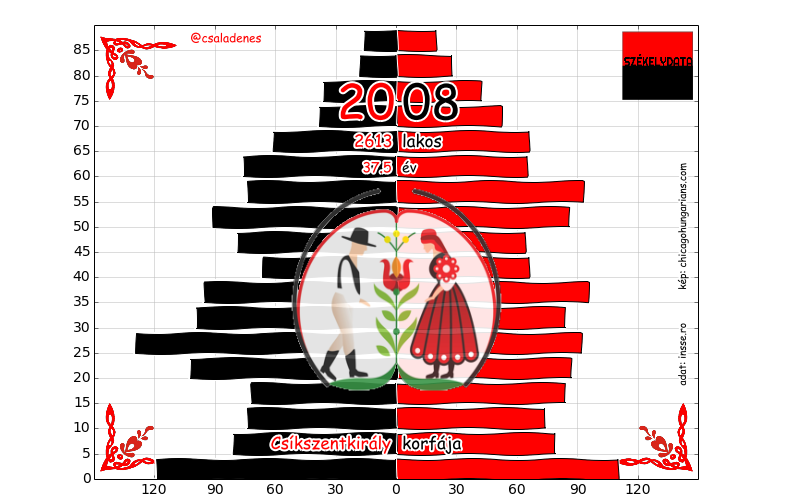 @csaladenes
SZÉKELYDATA
2008
2613 lakos
37.5 év
kép: chicagohungarians.com
adat: insse.ro
Csíkszentkirály korfája
85
80
75
70
65
60
55
50
45
40
35
30
25
20
15
10
5
0
120 90 60 30 0 30 60 90 120